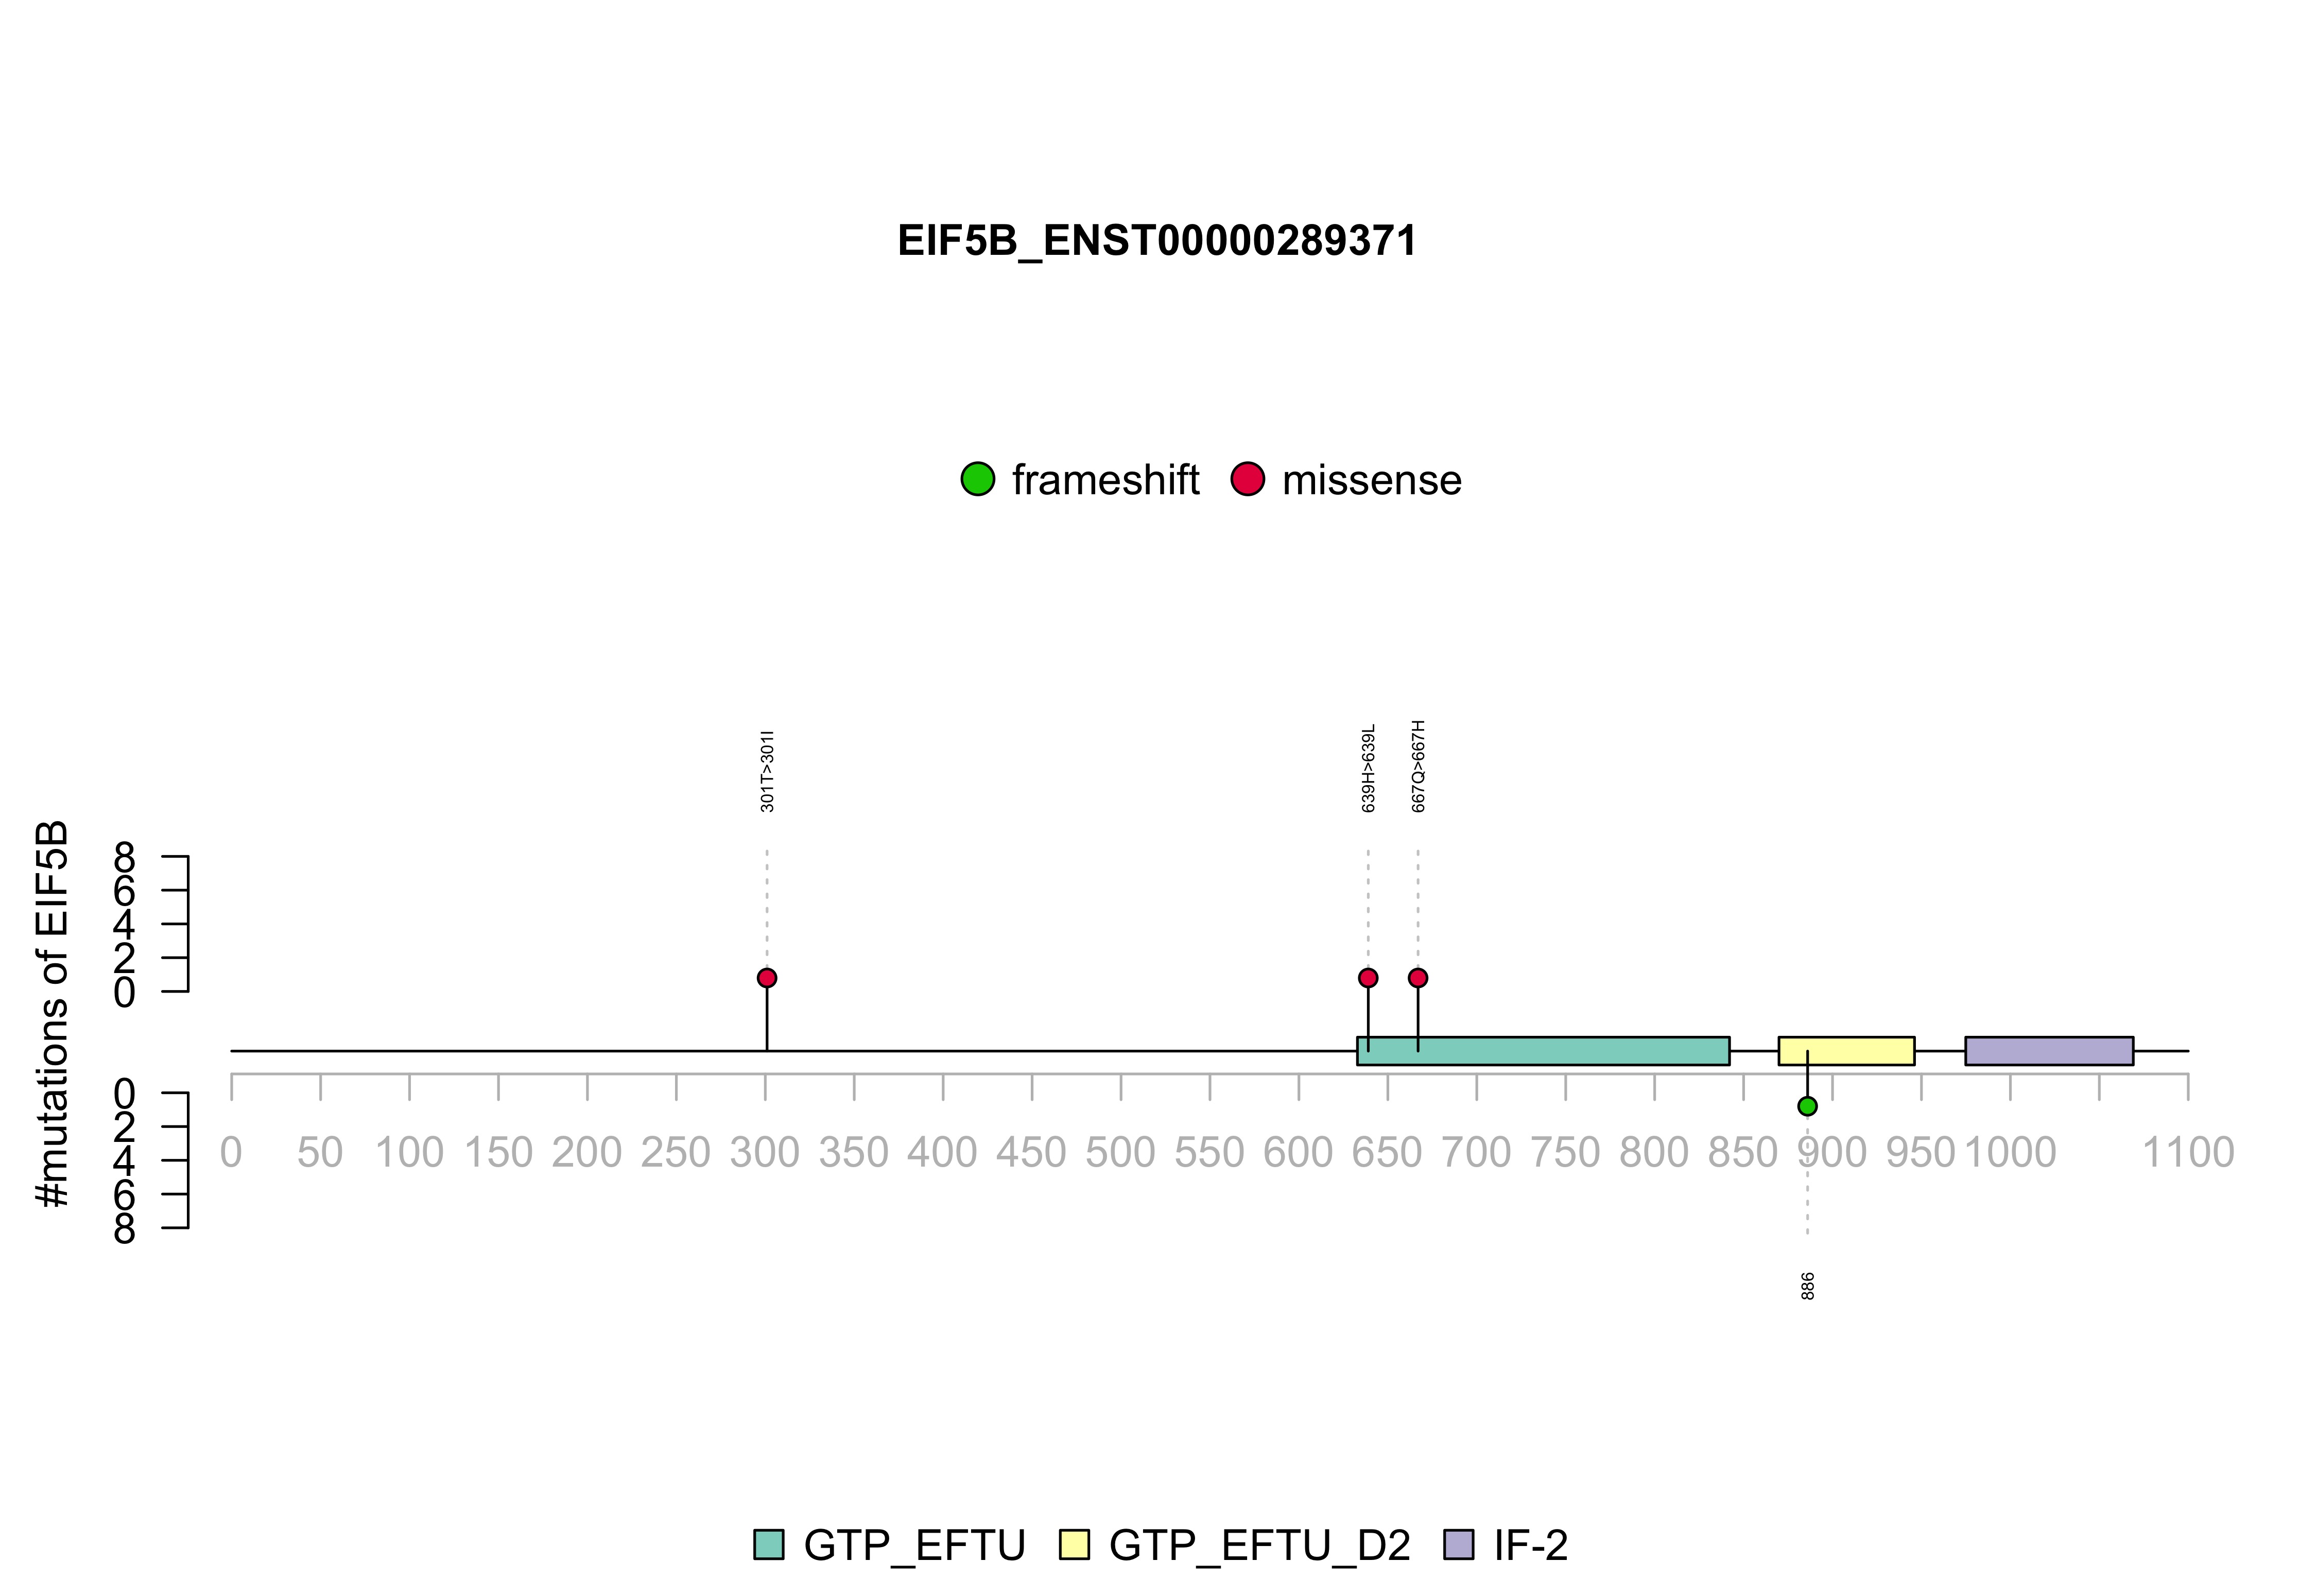 EIF5B_ENST00000289371
frameshift missense
301T>301I 639H>639L 667Q>667H
#mutations of EIF5B
8
6
4
2
0
0
2
4
6
8
0 50 100 150 200 250 300 350 400 450 500 550 600 650 700 750 800 850 900 950 1000 1100
886
GTP_EFTU GTP_EFTU_D2 IF-2